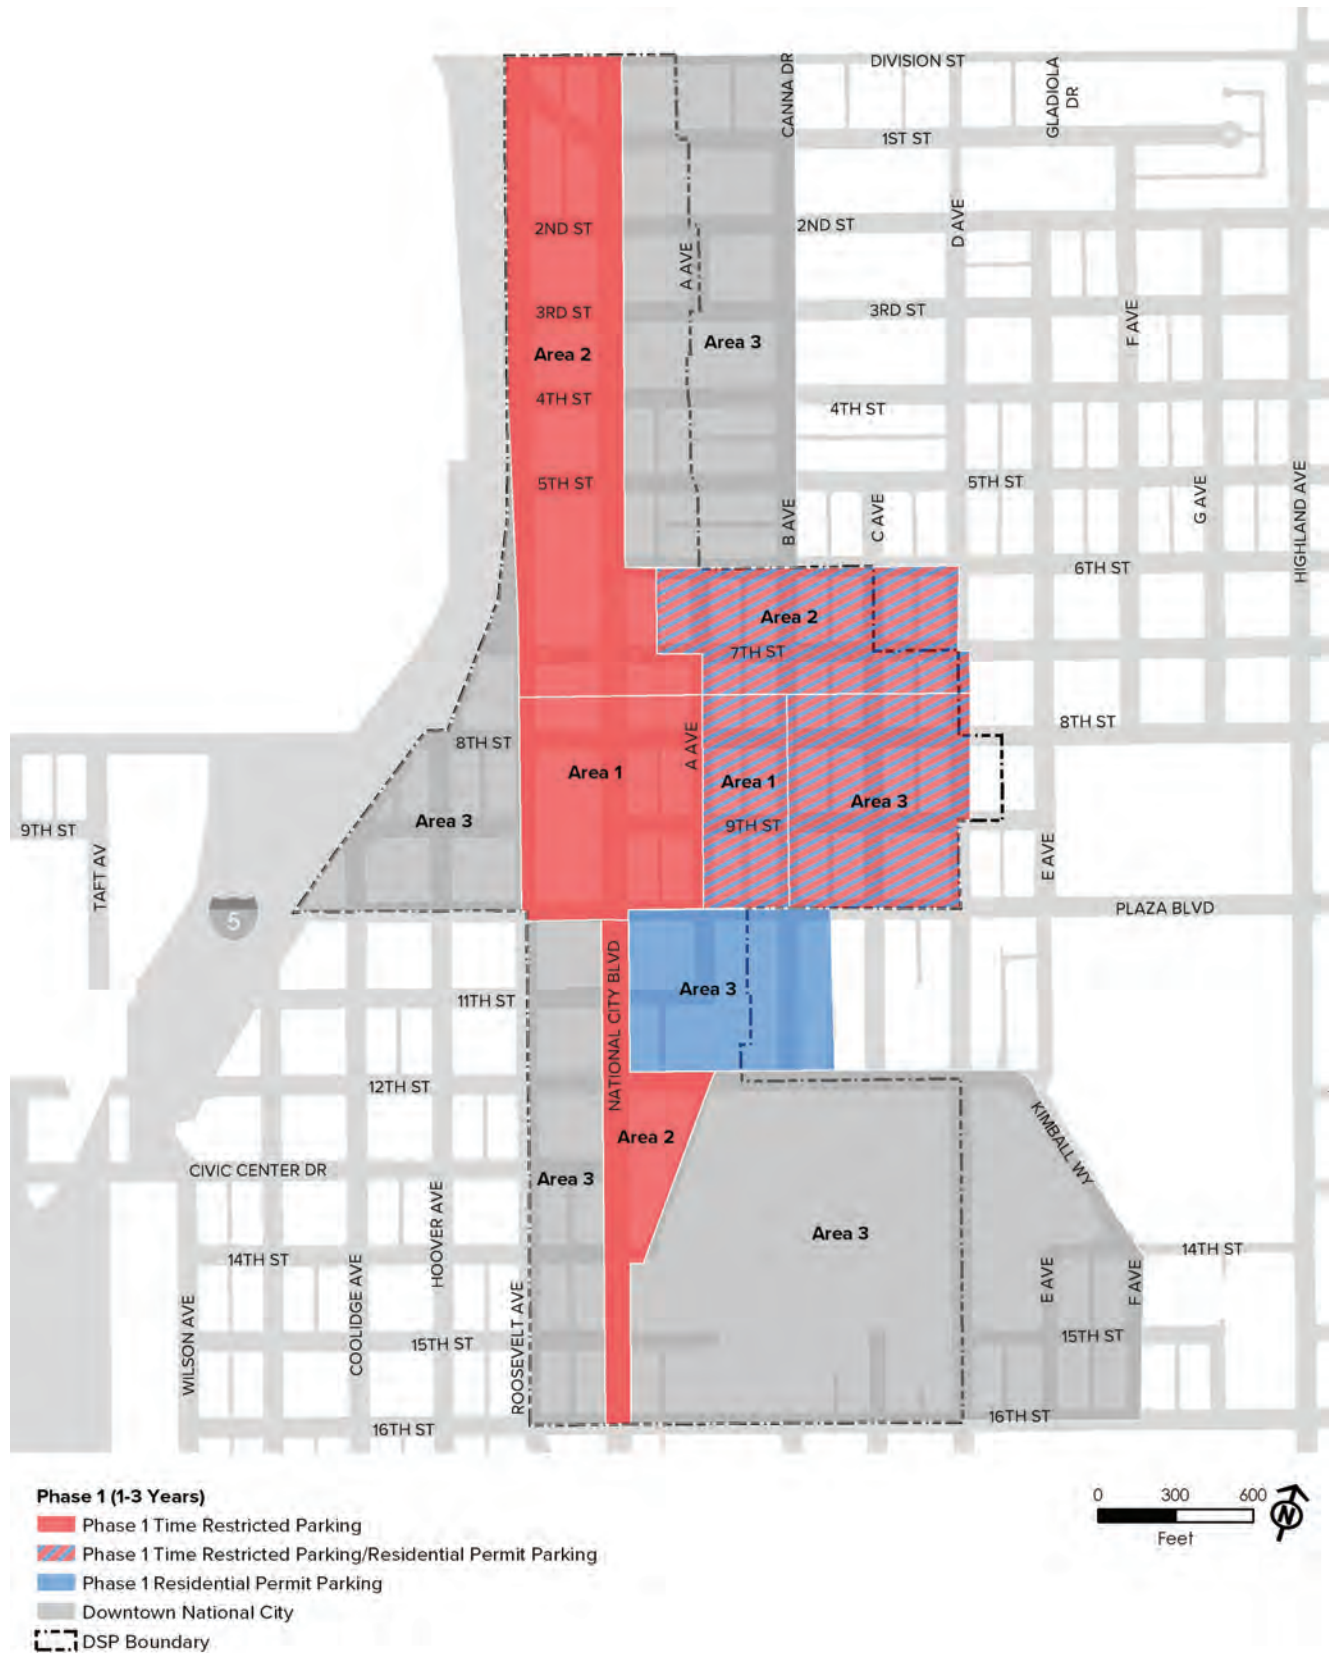 DIVISION ST
CANNA DR
GLADIOLA
DR
1ST ST
2ND ST
2ND ST
D AVE
A AVE
3RD ST
3RD ST
F AVE
Area 2
Area 3
4TH ST
4TH ST
5TH ST
5TH ST
B AVE
C AVE
G AVE
HIGHLAND AVE
6TH ST
Area 2
7TH ST
8TH ST
8TH ST
A AVE
Area 1
Area 1
Area 3
Area 3
9TH ST
9TH ST
TAFT AV
E AVE
5
PLAZA BLVD
NATIONAL CITY BLVD
Area 3
11TH ST
12TH ST
KIMBALL WY
Area 2
CIVIC CENTER DR
Area 3
HOOVER AVE
Area 3
14TH ST
14TH ST
WILSON AVE
COOLIDGE AVE
ROOSEVELT AVE
E AVE
F AVE
15TH ST
15TH ST
16TH ST
16TH ST
Phase 1 (1-3 Years)
Phase 1 Time Restricted Parking
Phase 1 Time Restricted Parking/Residential Permit Parking
Phase 1 Residential Permit Parking
Downtown National City
DSP Boundary
0 300 600
Feet
N